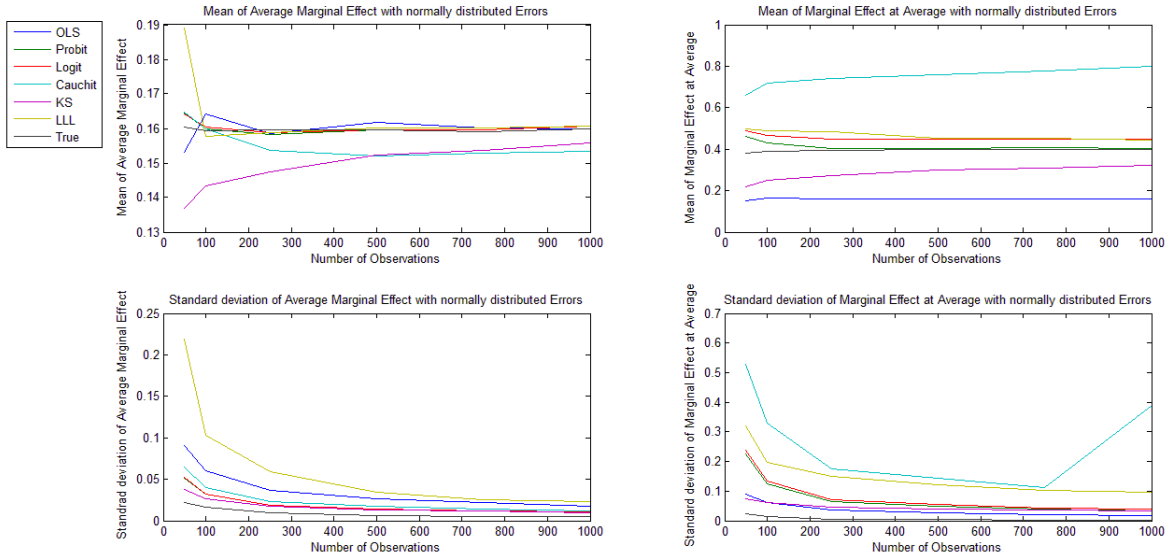 OLS
Probit
Logit
Cauchit
KS
LLL
True
Mean of Average Marginal Effect with normally distributed Errors
Mean of Average Marginal Effect
0.19
0.18
0.17
0.16
0.15
0.14
0.13
0 100 200 300 400 500 600 700 800 900 1000
Number of Observations
Mean of Marginal Effect at Average with normally distributed Errors
Mean of Marginal Effect at Average
1
0.8
0.6
0.4
0.2
0
0 100 200 300 400 500 600 700 800 900 1000
Number of Observations
Standard deviation of Average Marginal Effect with normally distributed Errors
Standard deviation of Average Marginal Effect
0.25
0.2
0.15
0.1
0.05
0
0 100 200 300 400 500 600 700 800 900 1000
Number of Observations
Standard deviation of Marginal Effect at Average with normally distributed Errors
Standrad deviation of Marginal Effect at Average
0.7
0.6
0.5
0.4
0.3
0.2
0.1
0
0 100 200 300 400 500 600 700 800 900 1000
Number of Observations